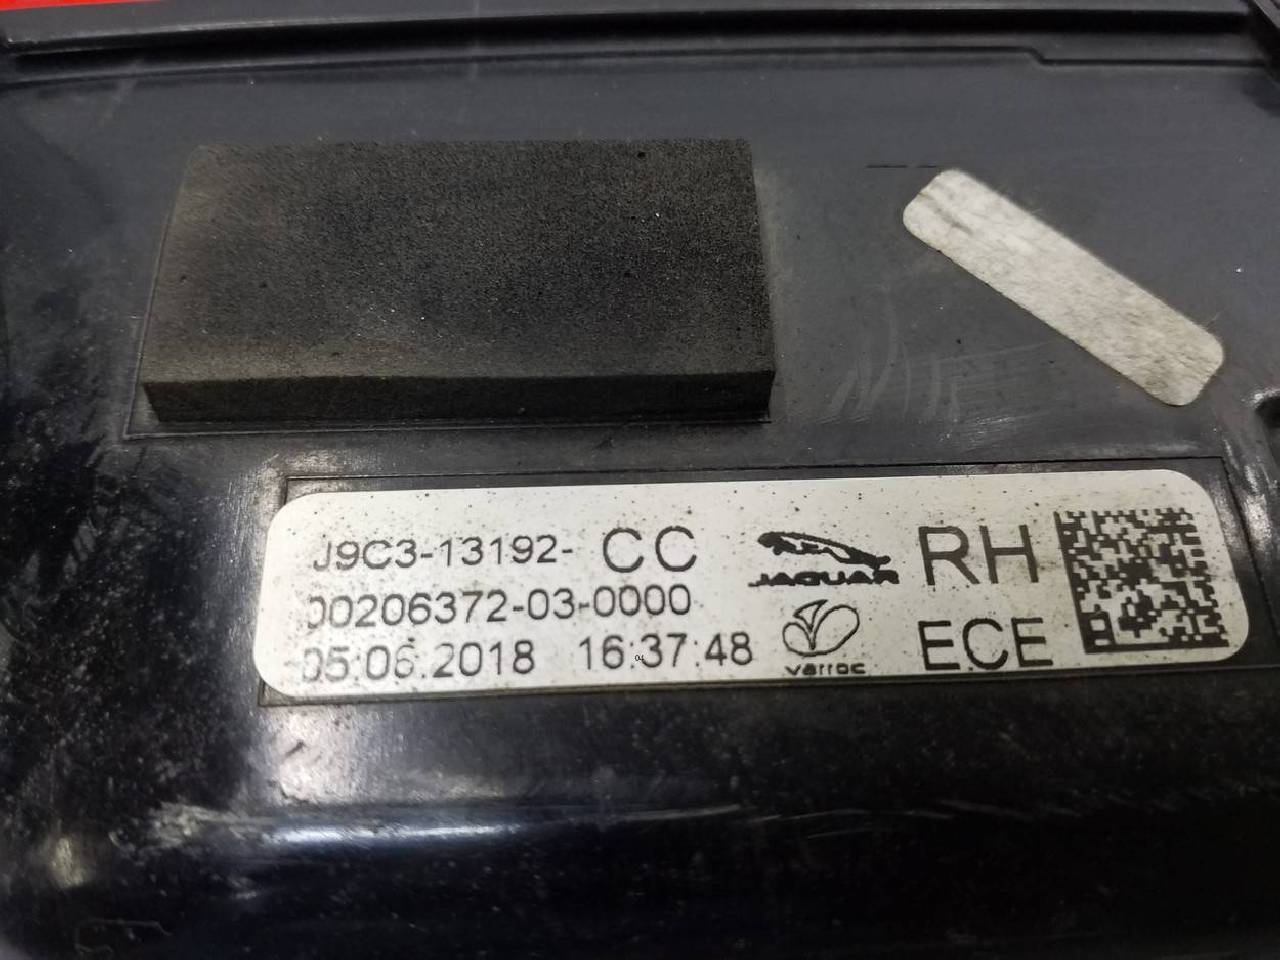 J9C3-13192- CC
JAGUAR
RH
00206372-03-0000
05:06:2018 16:37:48
varroc
ECE